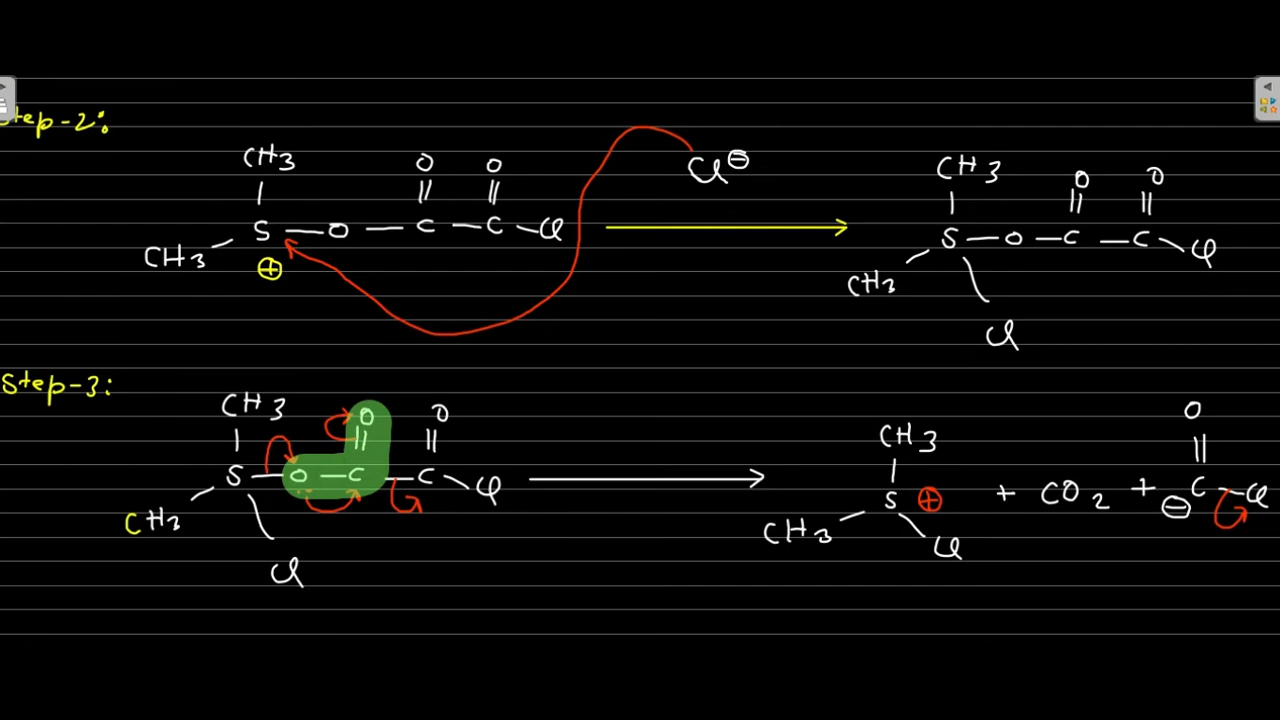 Step-2:
CH3 O O Cl⊖ CH3 O O
S — O — C — C — Cl S — O — C — C — Cl
CH3 ⊕ CH3
Cl
Step-3:
CH3 O O CH3 O
S — O — C — C — Cl S ⊕ + CO2 + C — Cl
CH3 CH3 Cl ⊖
Cl